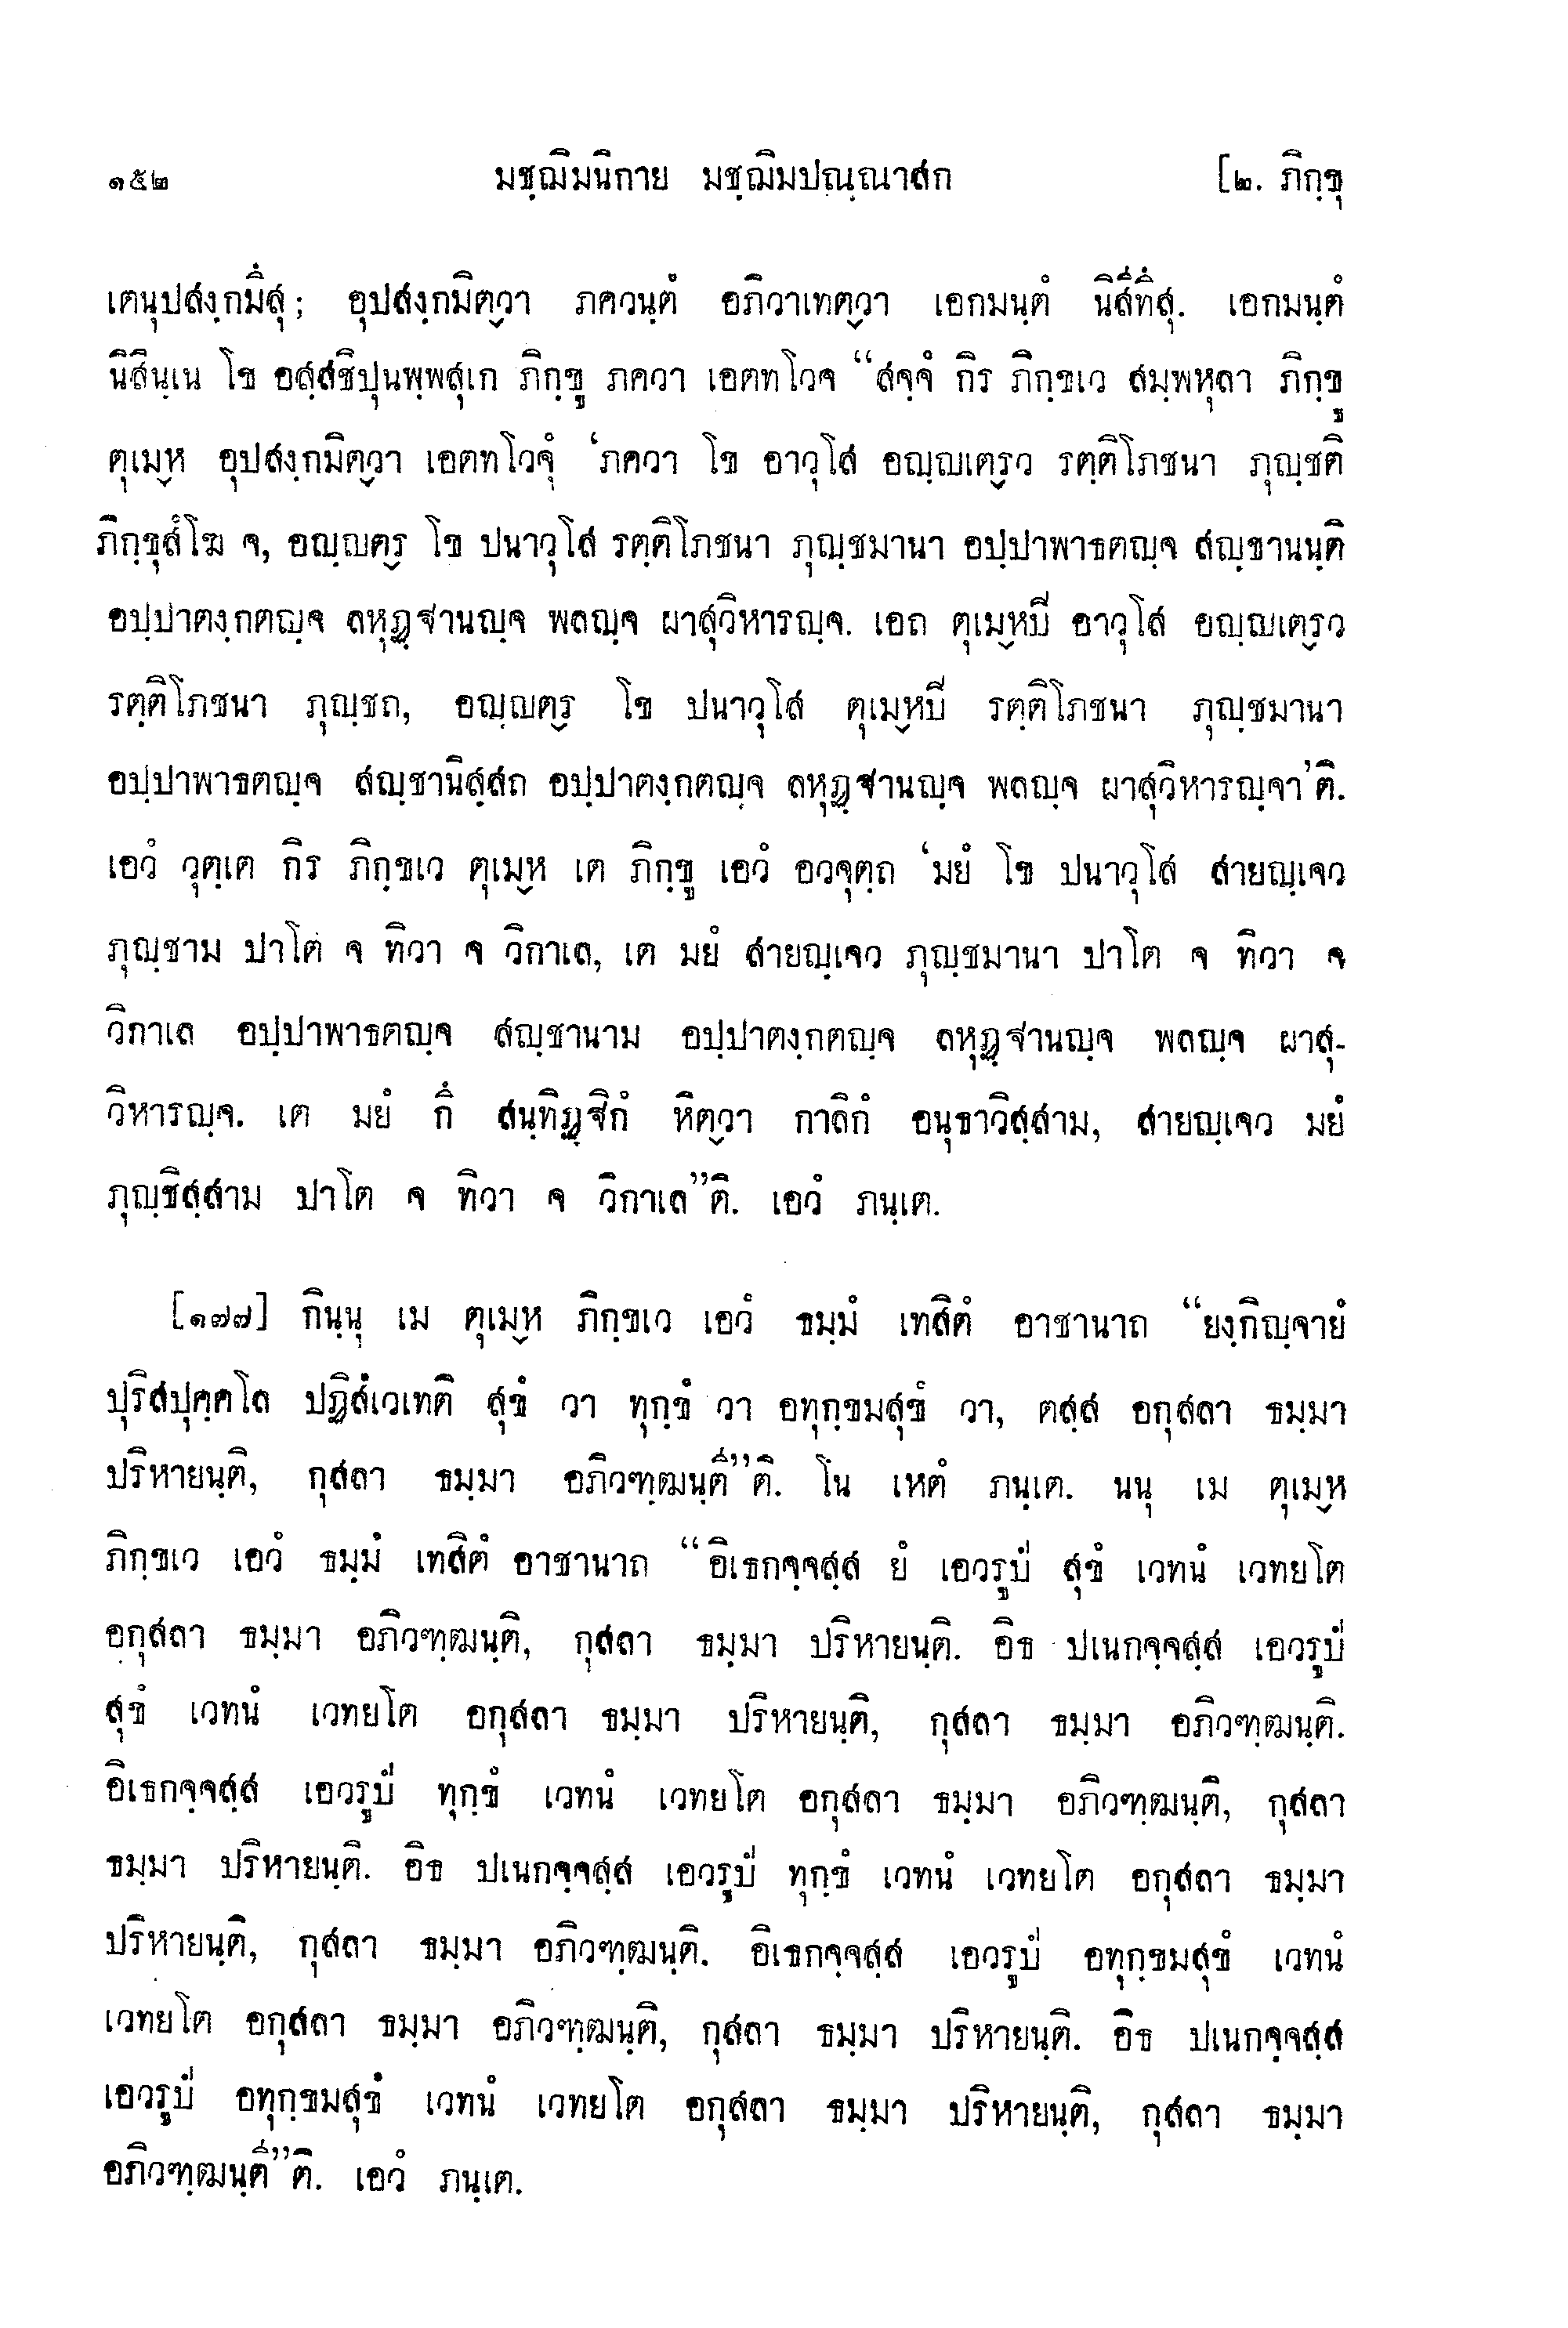 ๑๕๒ มชฺฌิมนิกาย มชฺฌิมปณฺณาสก [๒. ภิกฺขุ
เตนุปสงฺกมึสุ; อุปสงฺกมิตฺวา ภควนฺตํ อภิวาเทตฺวา เอกมนฺตํ นิสีทึสุ. เอกมนฺตํ
นิสินฺเน โข อสฺสชิปุนพฺพสุเก ภิกฺขู ภควา เอตทโวจ “สจฺจํ กิร ภิกฺขเว สมฺพหุลา ภิกฺขู
ตุเมฺห อุปสงฺกมิตฺวา เอตทโวจุํ ‘ภควา โข อาวุโส อญฺญเตฺรว รตฺติโภชนา ภุญฺชติ
ภิกฺขุสํโฆ จ, อญฺญตฺร โข ปนาวุโส รตฺติโภชนา ภุญฺชมานา อปฺปาพาธตญฺจ สญฺชานนฺติ
อปฺปาตงฺกตญฺจ ลหุฏฺฐานญฺจ พลญฺจ ผาสุวิหารญฺจ. เอถ ตุเมฺหปิ อาวุโส อญฺญเตฺรว
รตฺติโภชนา ภุญฺชถ, อญฺญตฺร โข ปนาวุโส ตุเมฺหปิ รตฺติโภชนา ภุญฺชมานา
อปฺปาพาธตญฺจ สญฺชานิสฺสถ อปฺปาตงฺกตญฺจ ลหุฏฺฐานญฺจ พลญฺจ ผาสุวิหารญฺจา’ติ.
เอวํ วุตฺเต กิร ภิกฺขเว ตุเมฺห เต ภิกฺขู เอวํ อวจุตฺถ ‘มยํ โข ปนาวุโส สายญฺเจว
ภุญฺชาม ปาโต จ ทิวา จ วิกาเล, เต มยํ สายญฺเจว ภุญฺชมานา ปาโต จ ทิวา จ
วิกาเล อปฺปาพาธตญฺจ สญฺชานาม อปฺปาตงฺกตญฺจ ลหุฏฺฐานญฺจ พลญฺจ ผาสุ-
วิหารญฺจ. เต มยํ กึ สนฺทิฏฺฐิกํ หิตฺวา กาลิกํ อนุธาวิสฺสาม, สายญฺเจว มยํ
ภุญฺชิสฺสาม ปาโต จ ทิวา จ วิกาเล”ติ. เอวํ ภนฺเต.
[๑๗๗] กินฺนุ เม ตุเมฺห ภิกฺขเว เอวํ ธมฺมํ เทสิตํ อาชานาถ “ยงฺกิญฺจายํ
ปุริสปุคฺคโล ปฏิสํเวเทติ สุขํ วา ทุกฺขํ วา อทุกฺขมสุขํ วา, ตสฺส อกุสลา ธมฺมา
ปริหายนฺติ, กุสลา ธมฺมา อภิวฑฺฒนฺตี”ติ. โน เหตํ ภนฺเต. นนุ เม ตุเมฺห
ภิกฺขเว เอวํ ธมฺมํ เทสิตํ อาชานาถ “อิเธกจฺจสฺส ยํ เอวรูปํ สุขํ เวทนํ เวทยโต
อกุสลา ธมฺมา อภิวฑฺฒนฺติ, กุสลา ธมฺมา ปริหายนฺติ. อิธ ปเนกจฺจสฺส เอวรูปํ
สุขํ เวทนํ เวทยโต อกุสลา ธมฺมา ปริหายนฺติ, กุสลา ธมฺมา อภิวฑฺฒนฺติ.
อิเธกจฺจสฺส เอวรูปํ ทุกฺขํ เวทนํ เวทยโต อกุสลา ธมฺมา อภิวฑฺฒนฺติ, กุสลา
ธมฺมา ปริหายนฺติ. อิธ ปเนกจฺจสฺส เอวรูปํ ทุกฺขํ เวทนํ เวทยโต อกุสลา ธมฺมา
ปริหายนฺติ, กุสลา ธมฺมา อภิวฑฺฒนฺติ. อิเธกจฺจสฺส เอวรูปํ อทุกฺขมสุขํ เวทนํ
เวทยโต อกุสลา ธมฺมา อภิวฑฺฒนฺติ, กุสลา ธมฺมา ปริหายนฺติ. อิธ ปเนกจฺจสฺส
เอวรูปํ อทุกฺขมสุขํ เวทนํ เวทยโต อกุสลา ธมฺมา ปริหายนฺติ, กุสลา ธมฺมา
อภิวฑฺฒนฺตี”ติ. เอวํ ภนฺเต.